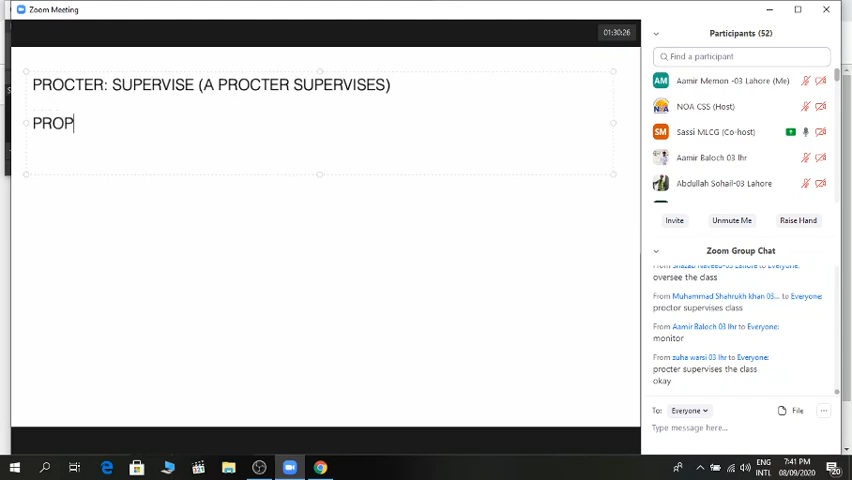 Zoom Meeting
01:30:26
PROCTER: SUPERVISE (A PROCTER SUPERVISES)
PROP
Participants (52)
Find a participant
AM Aamir Memon -03 Lahore (Me)
NOA CSS (Host)
SM Sassi MLCG (Co-host)
Aamir Baloch 03 lhr
Abdullah Sohail-03 Lahore
Invite
Unmute Me
Raise Hand
Zoom Group Chat
oversee the class
From Muhammad Shahrukh khan 03... to Everyone:
proctor supervises class
From Aamir Baloch 03 lhr to Everyone:
monitor
From zuha warsi 03 lhr to Everyone:
procter supervises the class
okay
To: Everyone
File
Type message here...
ENG
INTL
7:41 PM
08/09/2020
20